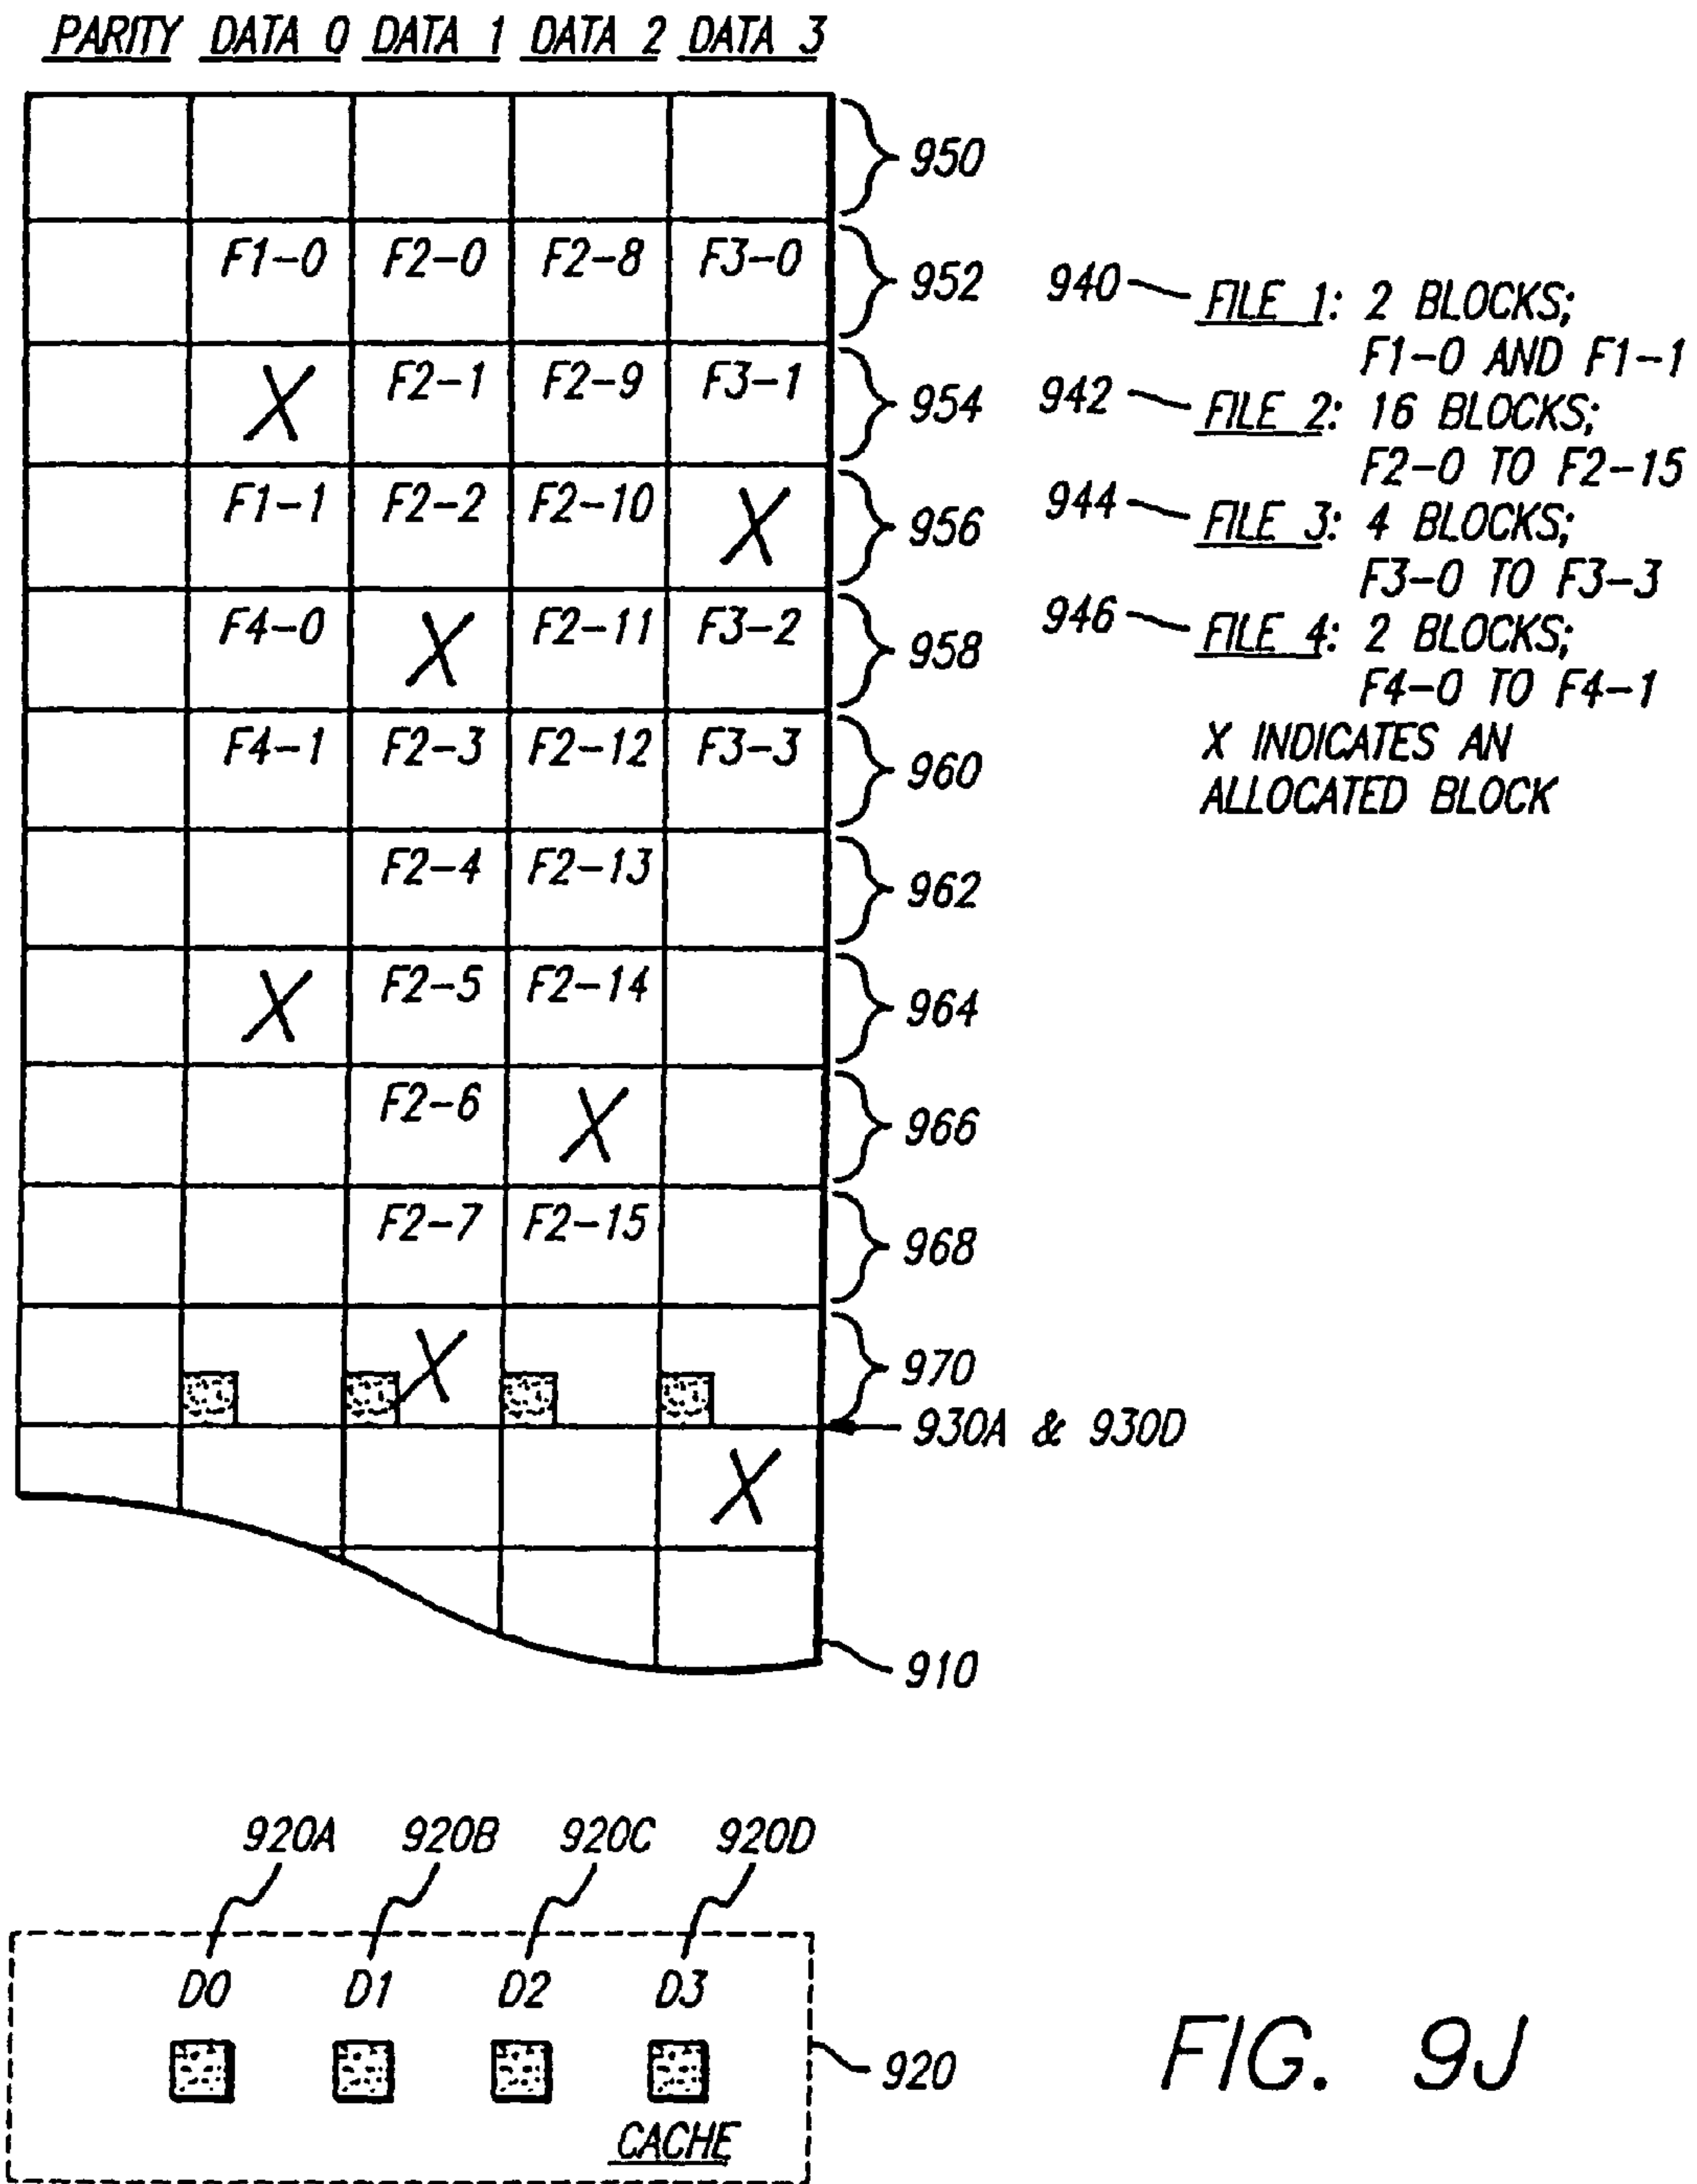 PARITY DATA 0 DATA 1 DATA 2 DATA 3
950
F1-0 F2-0 F2-8 F3-0 952
X F2-1 F2-9 F3-1 954
F1-1 F2-2 F2-10 X 956
F4-0 X F2-11 F3-2 958
F4-1 F2-3 F2-12 F3-3 960
F2-4 F2-13 962
X F2-5 F2-14 964
F2-6 X 966
F2-7 F2-15 968
X 970
930A & 930D
X
910
940 FILE 1: 2 BLOCKS;
F1-0 AND F1-1
942 FILE 2: 16 BLOCKS;
F2-0 TO F2-15
944 FILE 3: 4 BLOCKS;
F3-0 TO F3-3
946 FILE 4: 2 BLOCKS;
F4-0 TO F4-1
X INDICATES AN
ALLOCATED BLOCK
920A 920B 920C 920D
D0 D1 D2 D3
920
CACHE
FIG. 9J